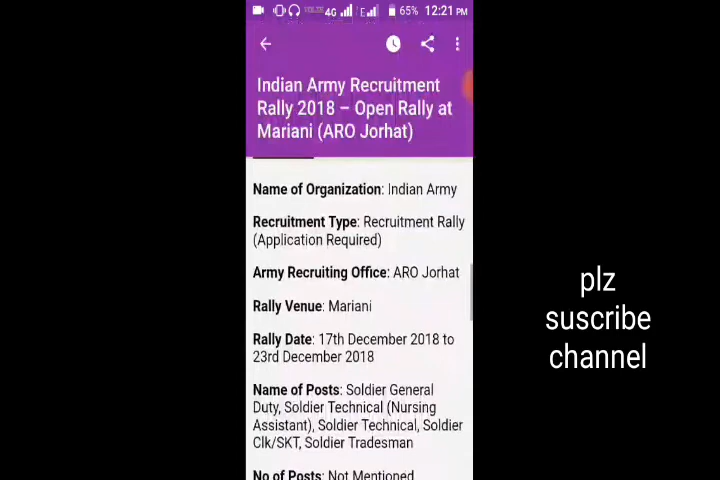 4G E 65% 12:21 PM
Indian Army Recruitment
Rally 2018 – Open Rally at
Mariani (ARO Jorhat)
Name of Organization: Indian Army
Recruitment Type: Recruitment Rally
(Application Required)
Army Recruiting Office: ARO Jorhat
Rally Venue: Mariani
Rally Date: 17th December 2018 to
23rd December 2018
Name of Posts: Soldier General
Duty, Soldier Technical (Nursing
Assistant), Soldier Technical, Soldier
Clk/SKT, Soldier Tradesman
No of Posts: Not Mentioned
plz
suscribe
channel